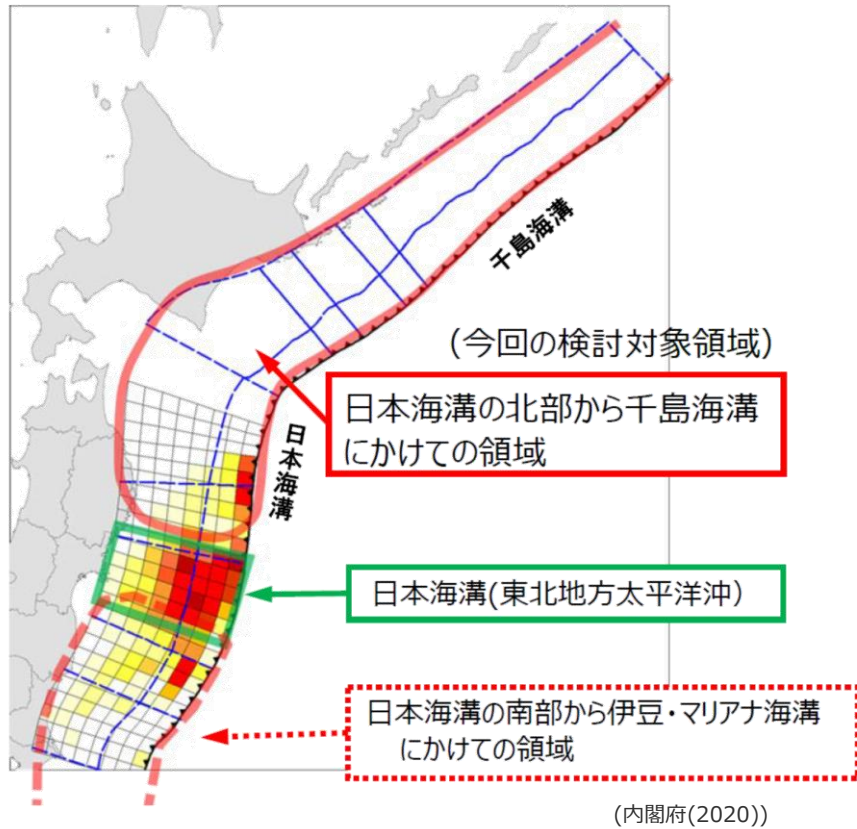 千島海溝
(今回の検討対象領域)
日本海溝の北部から千島海溝
にかけての領域
日本海溝
日本海溝(東北地方太平洋沖)
日本海溝の南部から伊豆・マリアナ海溝
にかけての領域
(内閣府(2020))